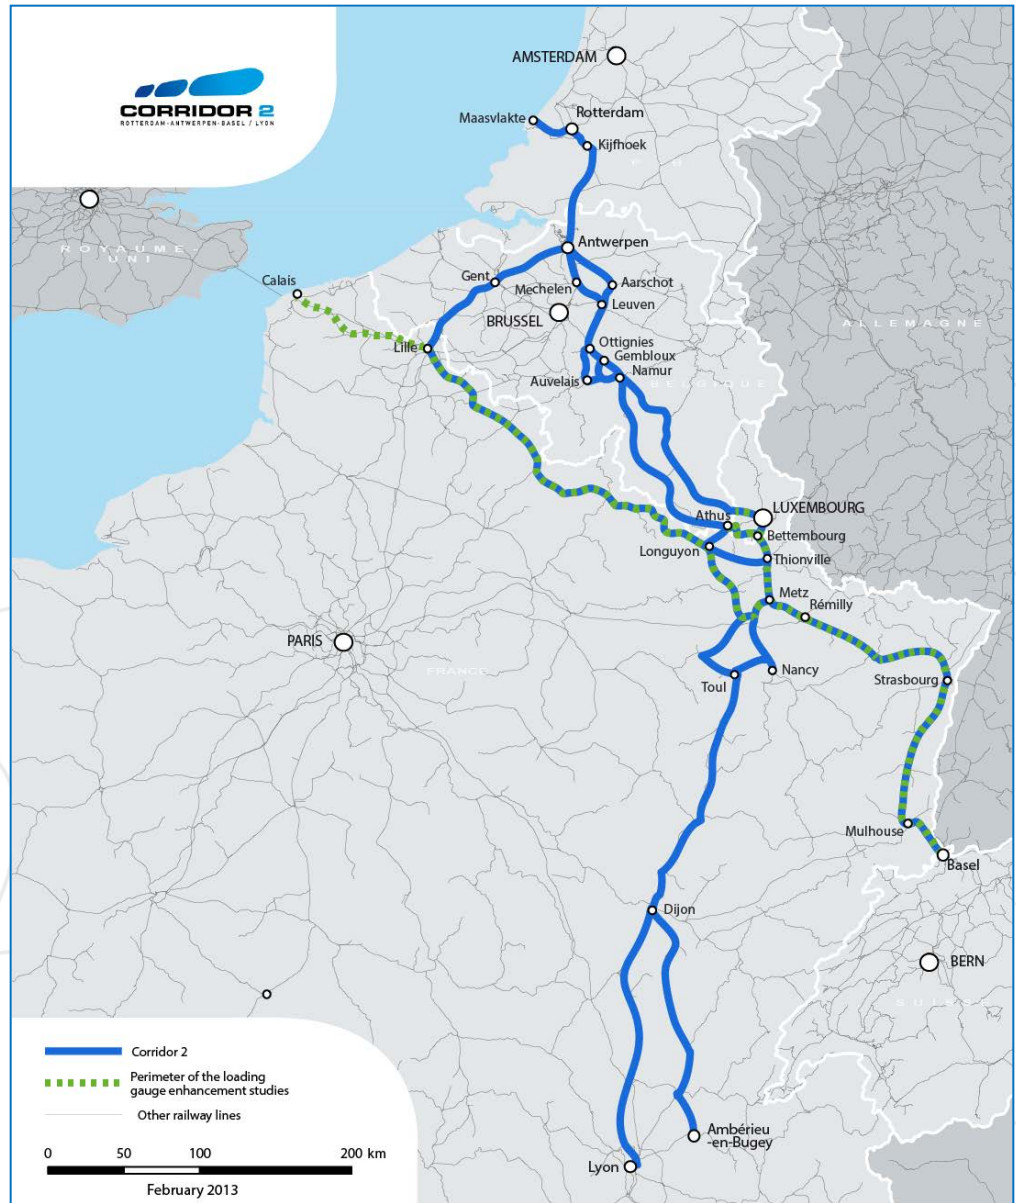 CORRIDOR 2
ROTTERDAM-ANTWERPEN-BASEL / LYON
AMSTERDAM
Maasvlakte
Rotterdam
Kijfhoek
ROYAUME-
UNI
Antwerpen
Calais
Gent
Mechelen
Aarschot
Leuven
BRUSSEL
ALLEMAGNE
Lille
Ottignies
Gembloux
Namur
Auvelais
BELGIQUE
LUXEMBOURG
Athus
Bettembourg
Longuyon
Thionville
Metz
Rémilly
PARIS
FRANCE
Nancy
Toul
Strasbourg
Mulhouse
Basel
Dijon
BERN
SUISSE
Corridor 2
Perimeter of the loading
gauge enhancement studies
Other railway lines
0 50 100 200 km
February 2013
Ambérieu
-en-Bugey
Lyon